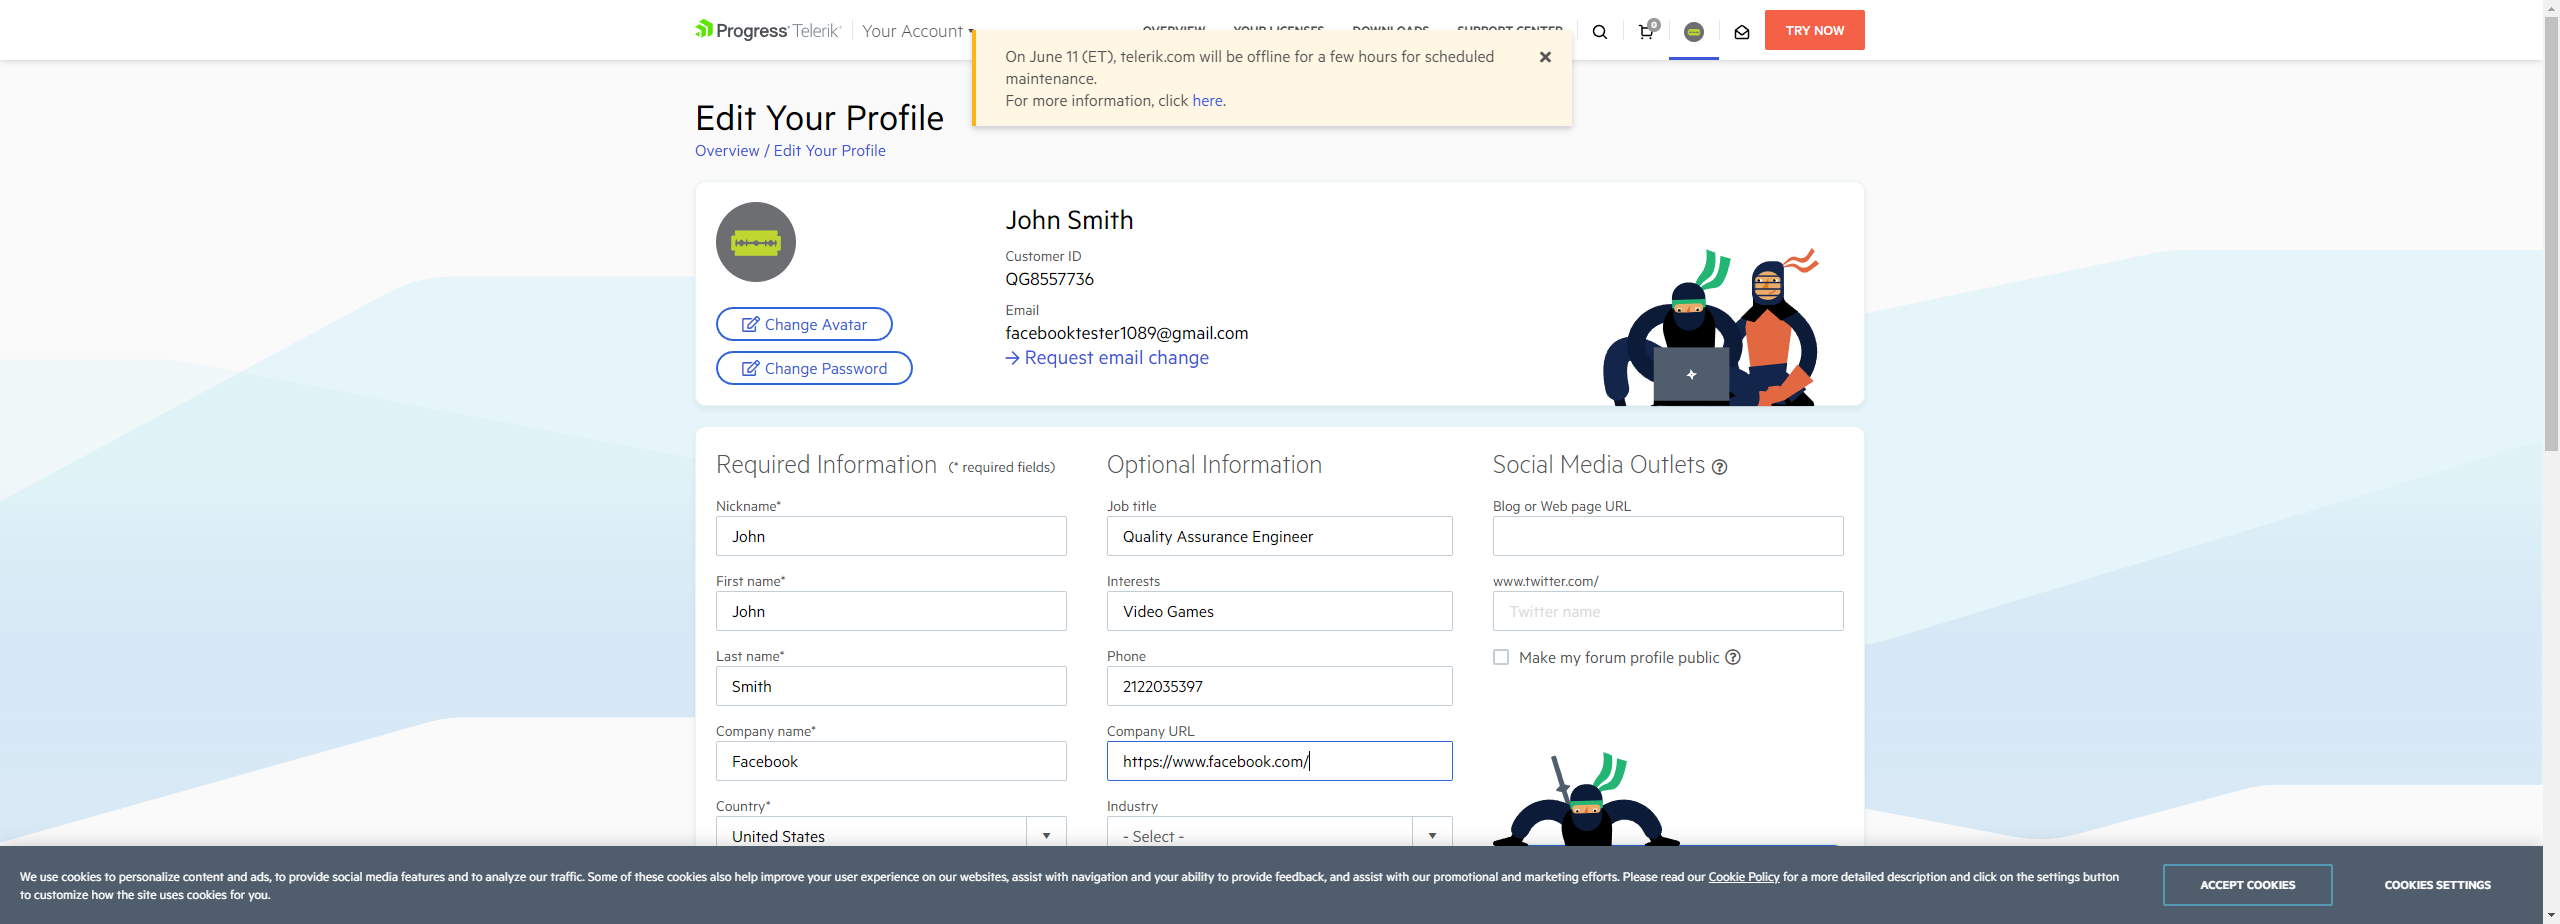 Progress Telerik
Your Account
OVERVIEW YOUR LICENSES DOWNLOADS SUPPORT CENTER
0
TRY NOW
On June 11 (ET), telerik.com will be offline for a few hours for scheduled
maintenance.
For more information, click here.
Edit Your Profile
Overview / Edit Your Profile
John Smith
Customer ID
QG8557736
Email
facebooktester1089@gmail.com
Request email change
Change Avatar
Change Password
Required Information (* required fields)
Nickname*
John
First name*
John
Last name*
Smith
Company name*
Facebook
Country*
United States
Optional Information
Job title
Quality Assurance Engineer
Interests
Video Games
Phone
2122035397
Company URL
https://www.facebook.com/
Industry
- Select -
Social Media Outlets
Blog or Web page URL
www.twitter.com/
Twitter name
Make my forum profile public
We use cookies to personalize content and ads, to provide social media features and to analyze our traffic. Some of these cookies also help improve your user experience on our websites, assist with navigation and your ability to provide feedback, and assist with our promotional and marketing efforts. Please read our Cookie Policy for a more detailed description and click on the settings button
to customize how the site uses cookies for you.
ACCEPT COOKIES
COOKIES SETTINGS